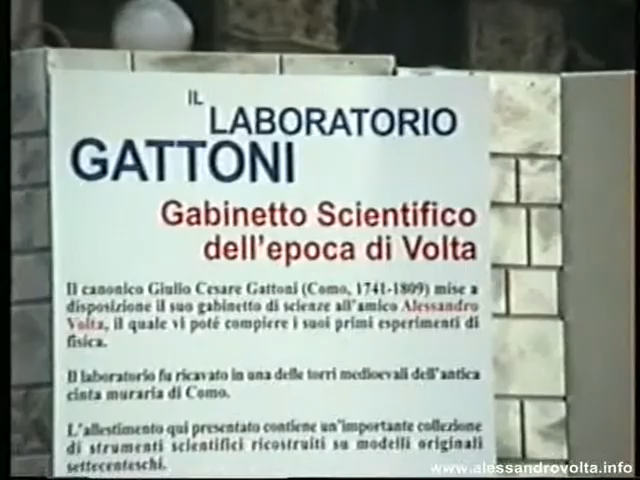 IL
LABORATORIO
GATTONI
Gabinetto Scientifico
dell'epoca di Volta
Il canonico Giulio Cesare Gattoni (Como, 1741-1809) mise a
disposizione il suo gabinetto di scienze all'amico Alessandro
Volta, il quale vi poté compiere i suoi primi esperimenti di
fisica.
Il laboratorio fu ricavato in una delle torri medioevali dell'antica
cinta muraria di Como.
L'allestimento qui presentato contiene un'importante collezione
di strumenti scientifici ricostruiti su modelli originali
settecenteschi.
www.alessandrovolta.info